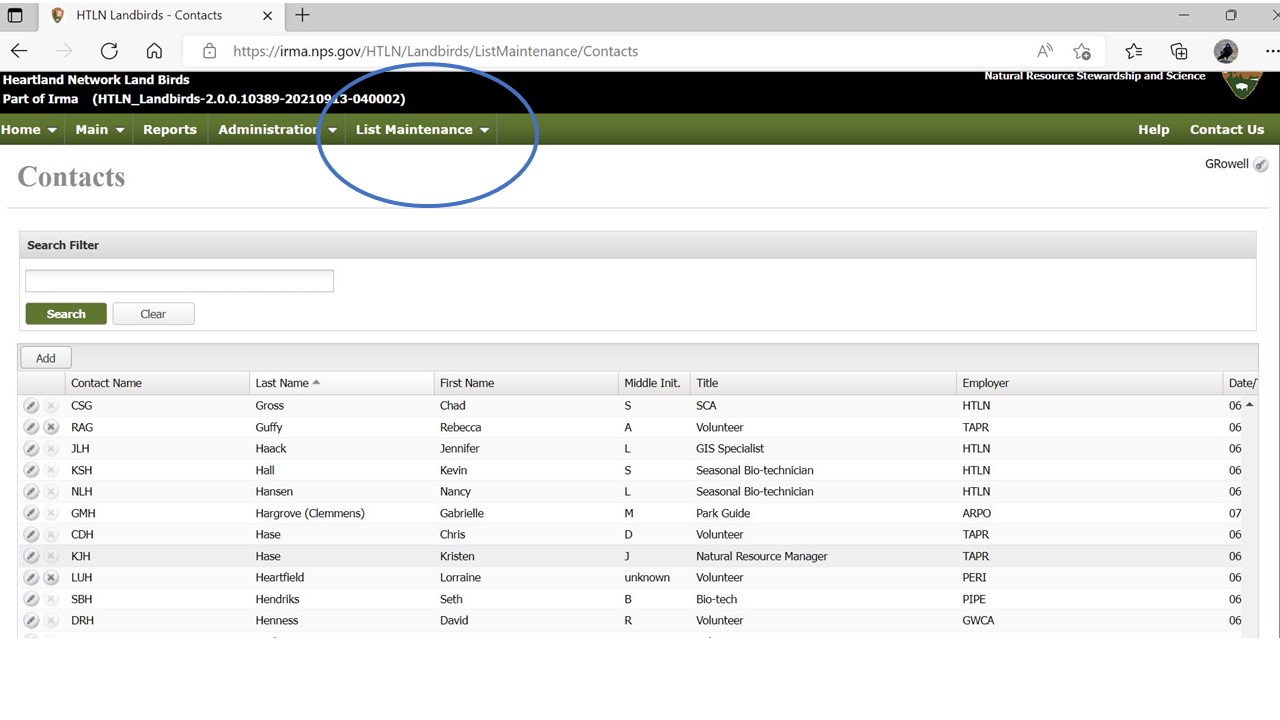 HTLN Landbirds - Contacts
https://irma.nps.gov/HTLN/Landbirds/ListMaintenance/Contacts
Heartland Network Land Birds
Natural Resource Stewardship and Science
Part of Irma (HTLN_Landbirds-2.0.0.10389-20210913-040002)
Home Main Reports Administration List Maintenance Help Contact Us
GRowell
Contacts
Search Filter
Search Clear
Add
Contact Name Last Name First Name Middle Init. Title Employer Date/
CSG Gross Chad S SCA HTLN 06
RAG Guffy Rebecca A Volunteer TAPR 06
JLH Haack Jennifer L GIS Specialist HTLN 06
KSH Hall Kevin S Seasonal Bio-technician HTLN 06
NLH Hansen Nancy L Seasonal Bio-technician HTLN 06
GMH Hargrove (Clemmens) Gabrielle M Park Guide ARPO 07
CDH Hase Chris D Volunteer TAPR 06
KJH Hase Kristen J Natural Resource Manager TAPR 06
LUH Heartfield Lorraine unknown Volunteer PERI 06
SBH Hendriks Seth B Bio-tech PIPE 06
DRH Henness David R Volunteer GWCA 06